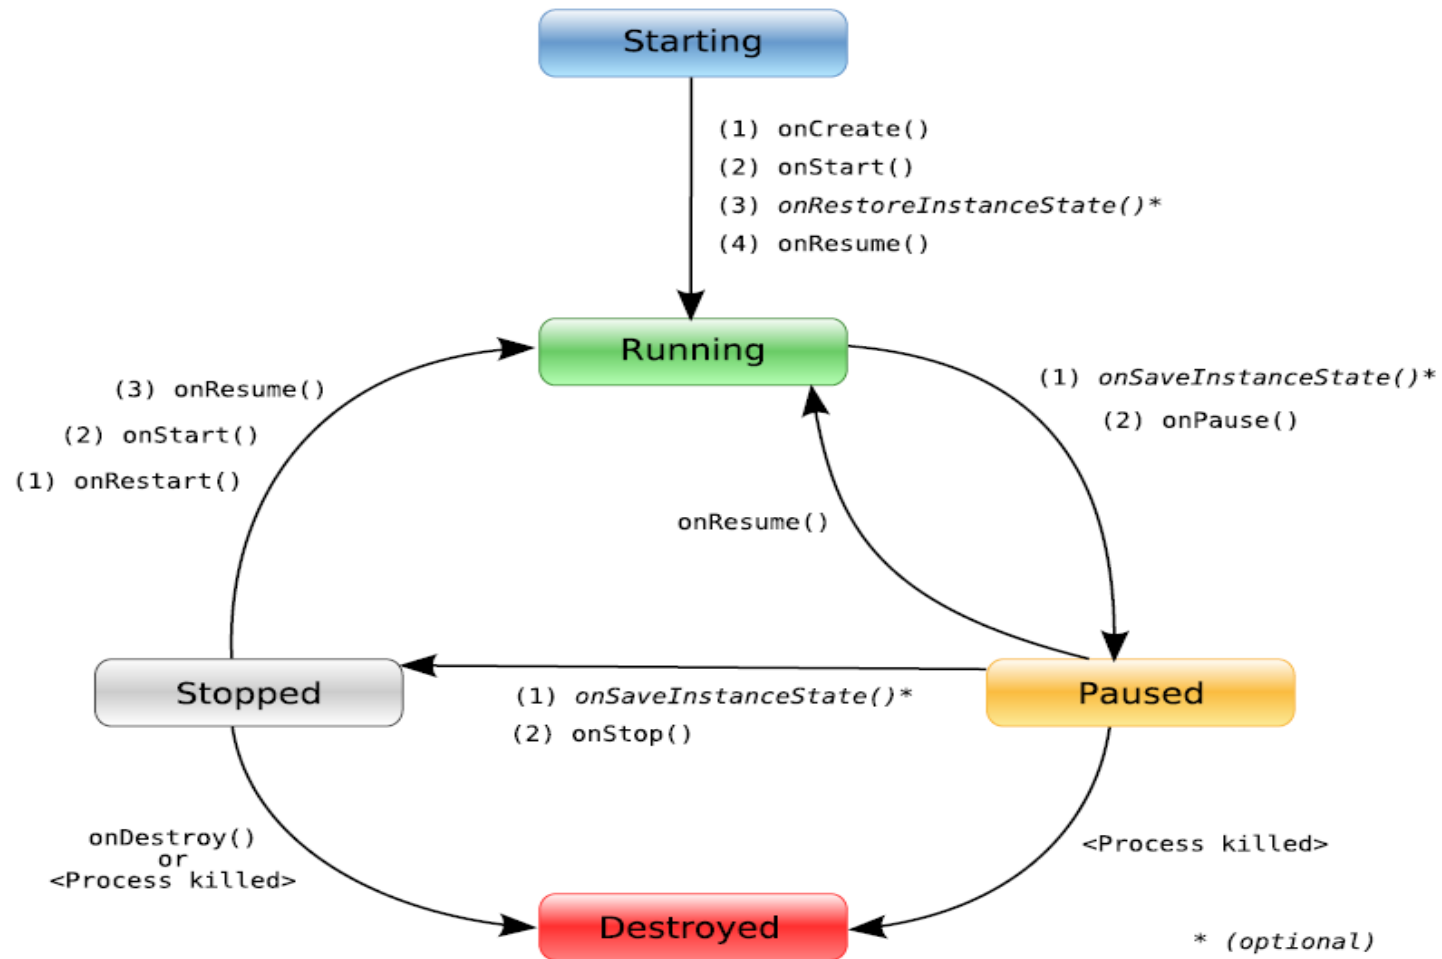 Starting
(1) onCreate()
(2) onStart()
(3) onRestoreInstanceState()*
(4) onResume()
Running
(3) onResume()
(2) onStart()
(1) onRestart()
(1) onSaveInstanceState()*
(2) onPause()
onResume()
Stopped
(1) onSaveInstanceState()*
(2) onStop()
Paused
onDestroy()
or
<Process killed>
<Process killed>
Destroyed
* (optional)